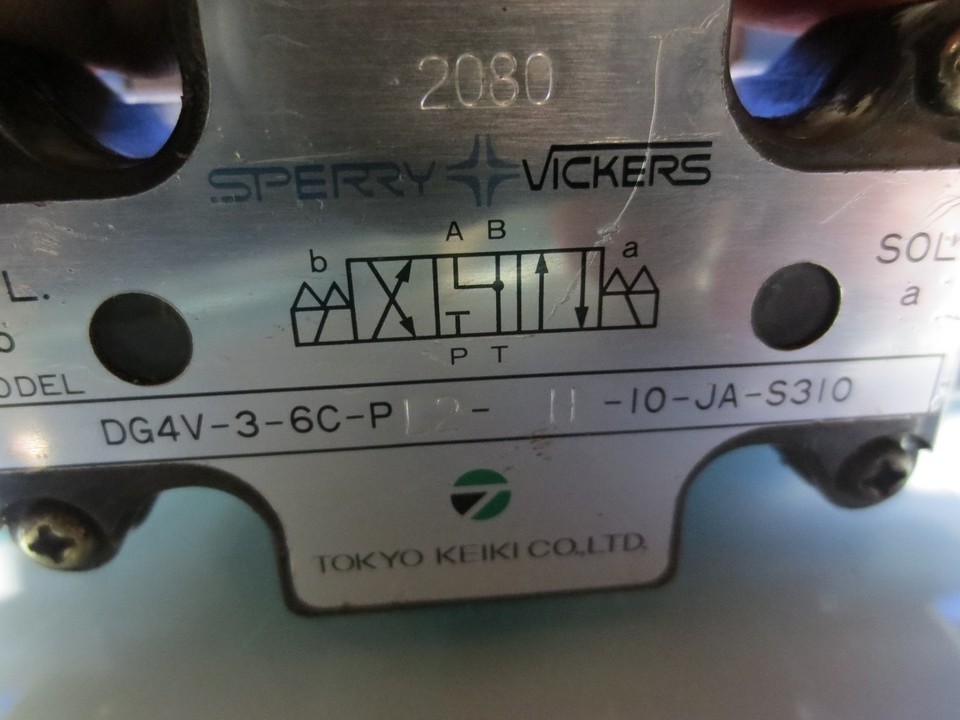 2080
SPERRY VICKERS
A B
b a
SOL
L. a
T
P T
ODEL
DG4V-3-6C-P - -10-JA-S310
TOKYO KEIKI CO.,LTD.